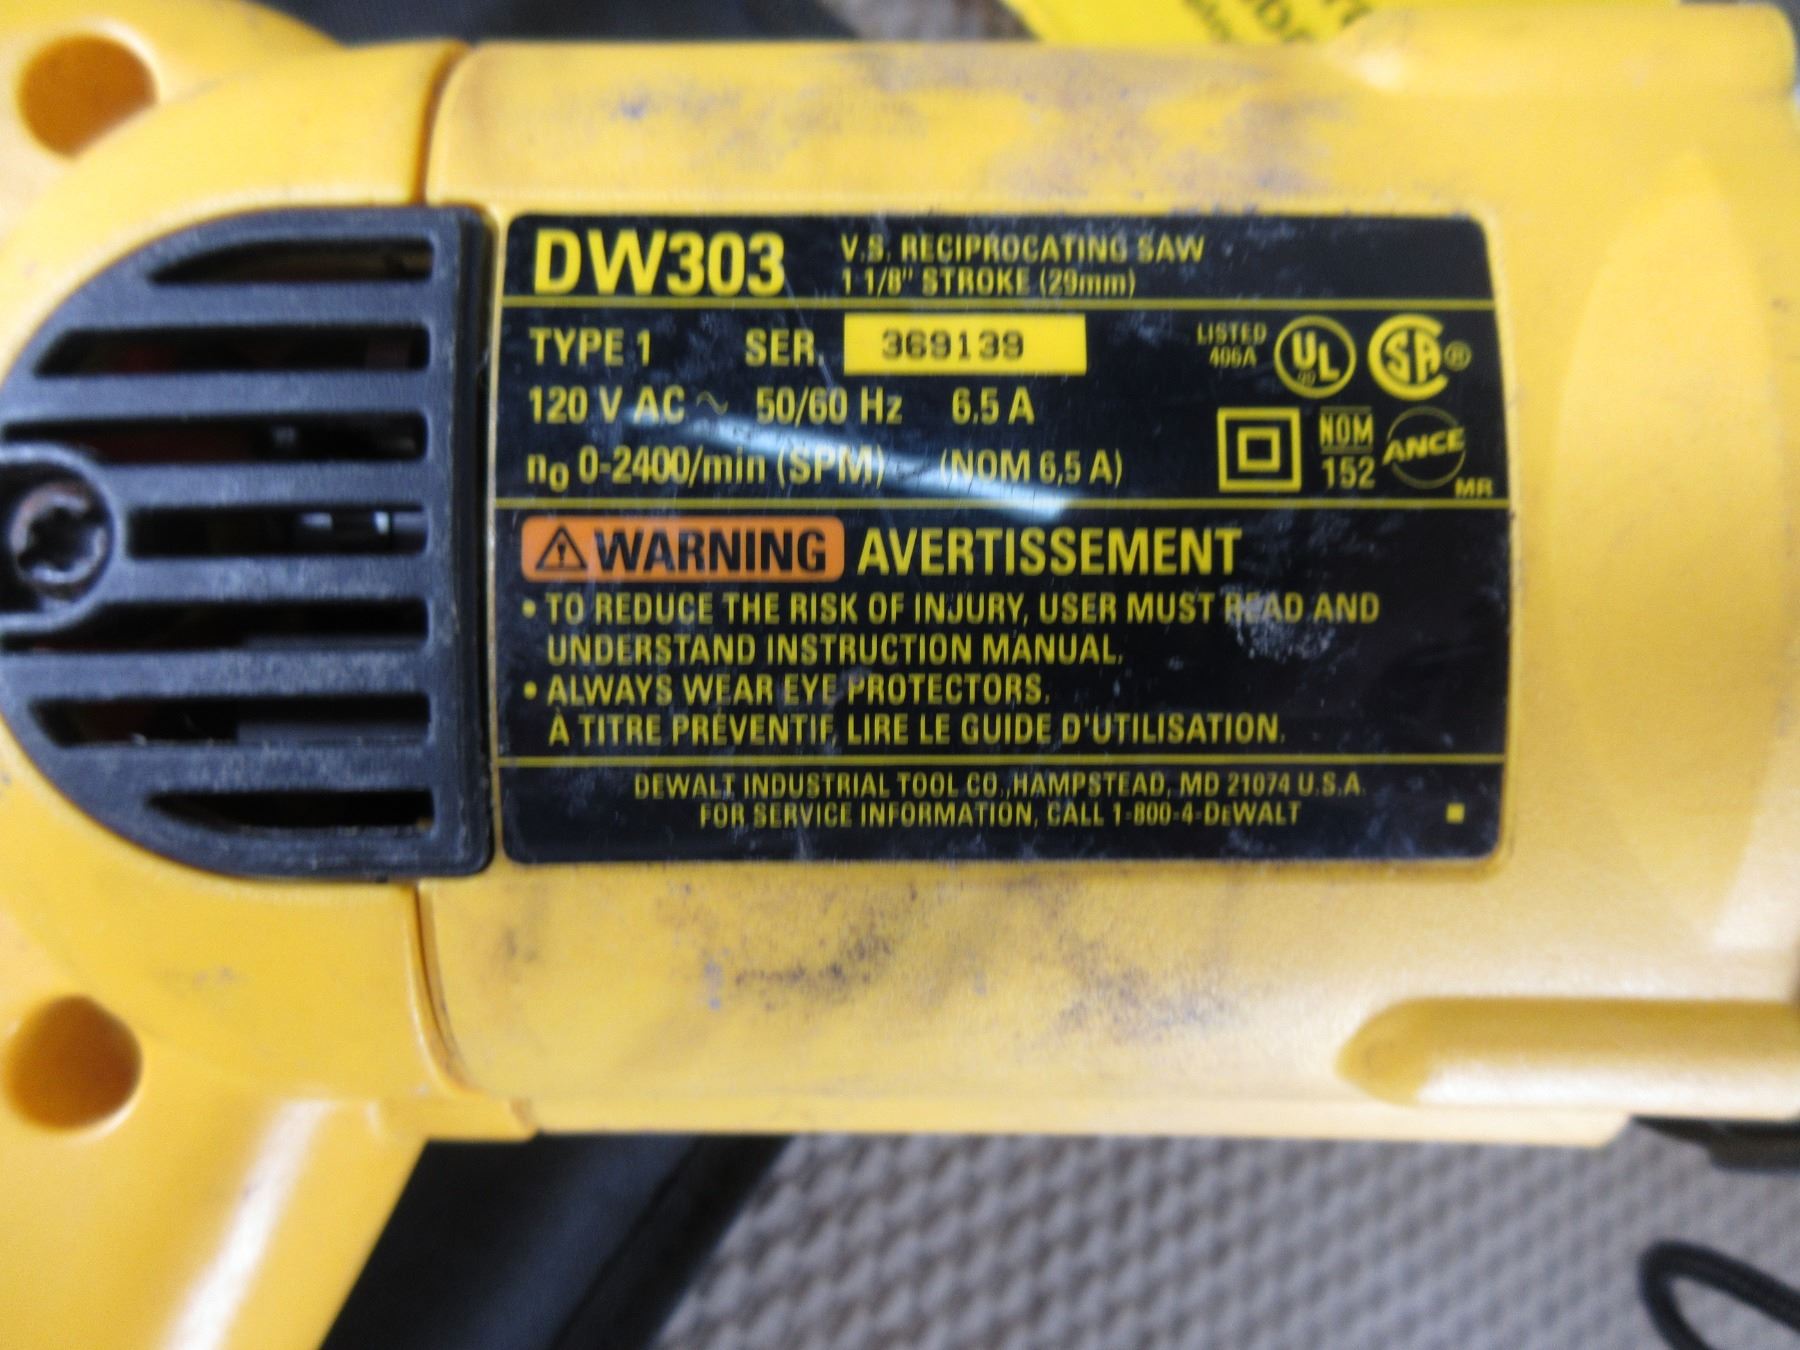 DW303 V.S. RECIPROCATING SAW
1 1/8" STROKE (29mm)
TYPE 1 SER. 369139 LISTED
406A UL SA ®
120 V AC ~ 50/60 Hz 6.5 A
n0 0-2400/min (SPM) (NOM 6,5 A) NOM
152 ANCE
MR
WARNING AVERTISSEMENT
• TO REDUCE THE RISK OF INJURY, USER MUST READ AND
UNDERSTAND INSTRUCTION MANUAL.
• ALWAYS WEAR EYE PROTECTORS.
À TITRE PRÉVENTIF, LIRE LE GUIDE D'UTILISATION.
DEWALT INDUSTRIAL TOOL CO., HAMPSTEAD, MD 21074 U.S.A.
FOR SERVICE INFORMATION, CALL 1-800-4-DEWALT